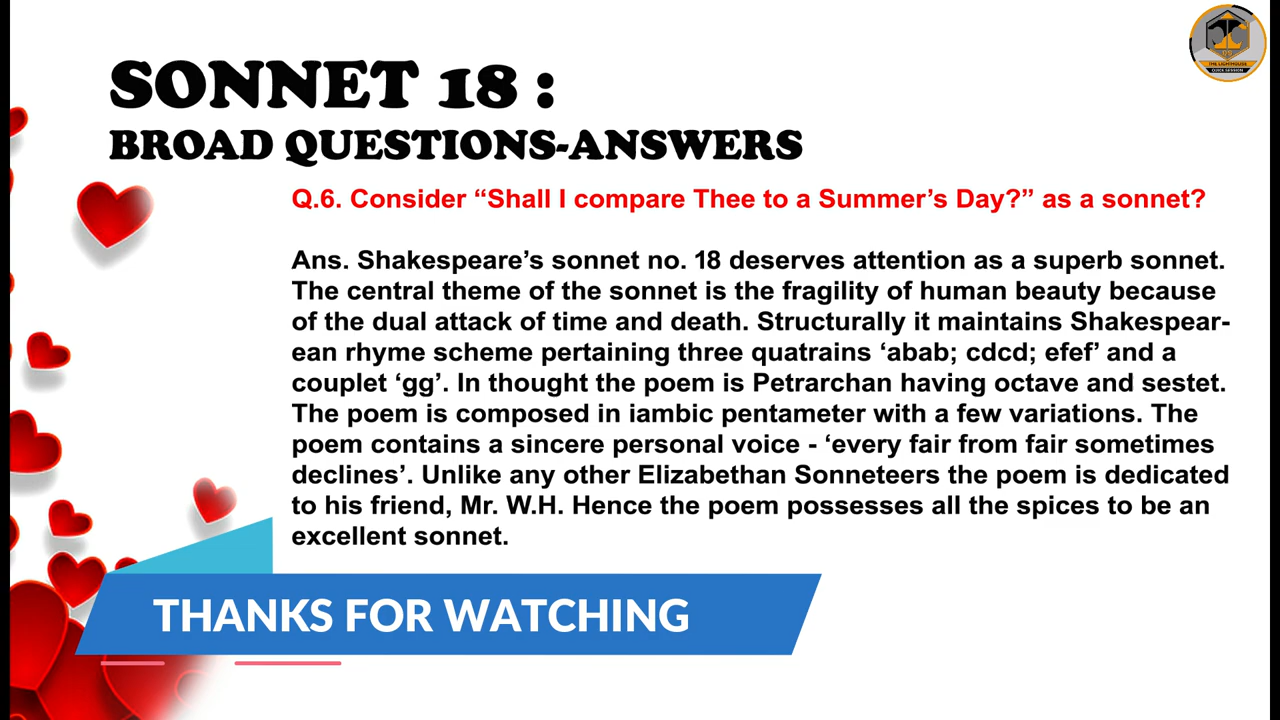 THE LIGHTHOUSE
QUICK SESSION
SONNET 18 :
BROAD QUESTIONS-ANSWERS
Q.6. Consider “Shall I compare Thee to a Summer’s Day?” as a sonnet?
Ans. Shakespeare’s sonnet no. 18 deserves attention as a superb sonnet.
The central theme of the sonnet is the fragility of human beauty because
of the dual attack of time and death. Structurally it maintains Shakespear-
ean rhyme scheme pertaining three quatrains ‘abab; cdcd; efef’ and a
couplet ‘gg’. In thought the poem is Petrarchan having octave and sestet.
The poem is composed in iambic pentameter with a few variations. The
poem contains a sincere personal voice - ‘every fair from fair sometimes
declines’. Unlike any other Elizabethan Sonneteers the poem is dedicated
to his friend, Mr. W.H. Hence the poem possesses all the spices to be an
excellent sonnet.
THANKS FOR WATCHING